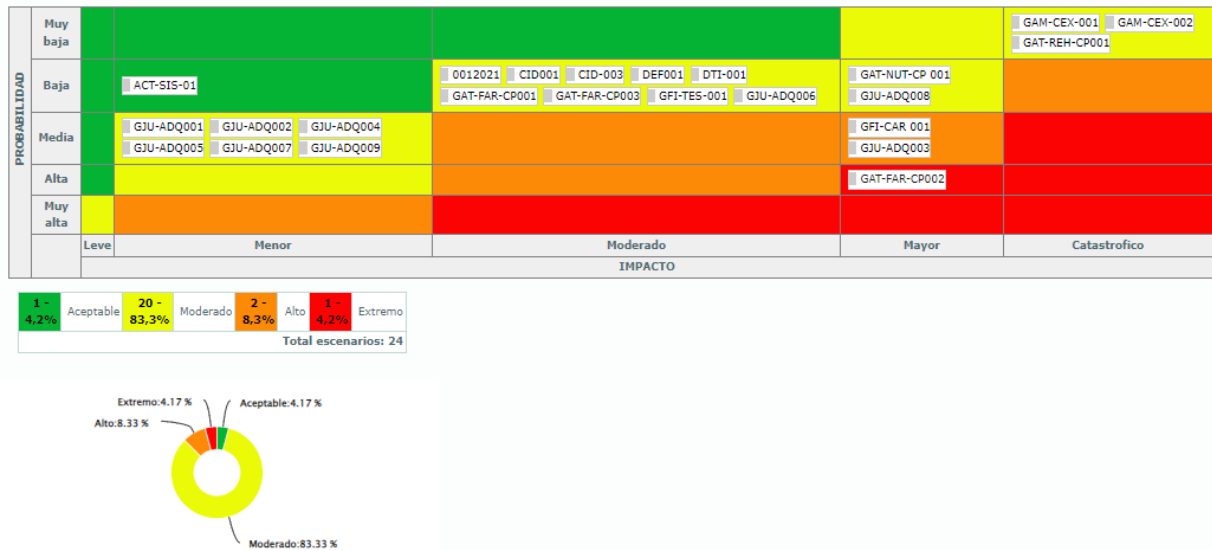 PROBABILIDAD
Muy baja
GAM-CEX-001 GAM-CEX-002
GAT-REH-CP001
Baja
ACT-SIS-01
0012021 CID001 CID-003 DEF001 DTI-001
GAT-FAR-CP001 GAT-FAR-CP003 GFI-TES-001 GJU-ADQ006
GAT-NUT-CP 001
GJU-ADQ008
Media
GJU-ADQ001 GJU-ADQ002 GJU-ADQ004
GJU-ADQ005 GJU-ADQ007 GJU-ADQ009
GFI-CAR 001
GJU-ADQ003
Alta
GAT-FAR-CP002
Muy alta
Leve Menor Moderado Mayor Catastrofico
IMPACTO
1 - 4,2% Aceptable 20 - 83,3% Moderado 2 - 8,3% Alto 1 - 4,2% Extremo
Total escenarios: 24
Extremo:4.17 % Aceptable:4.17 %
Alto:8.33 %
Moderado:83.33 %